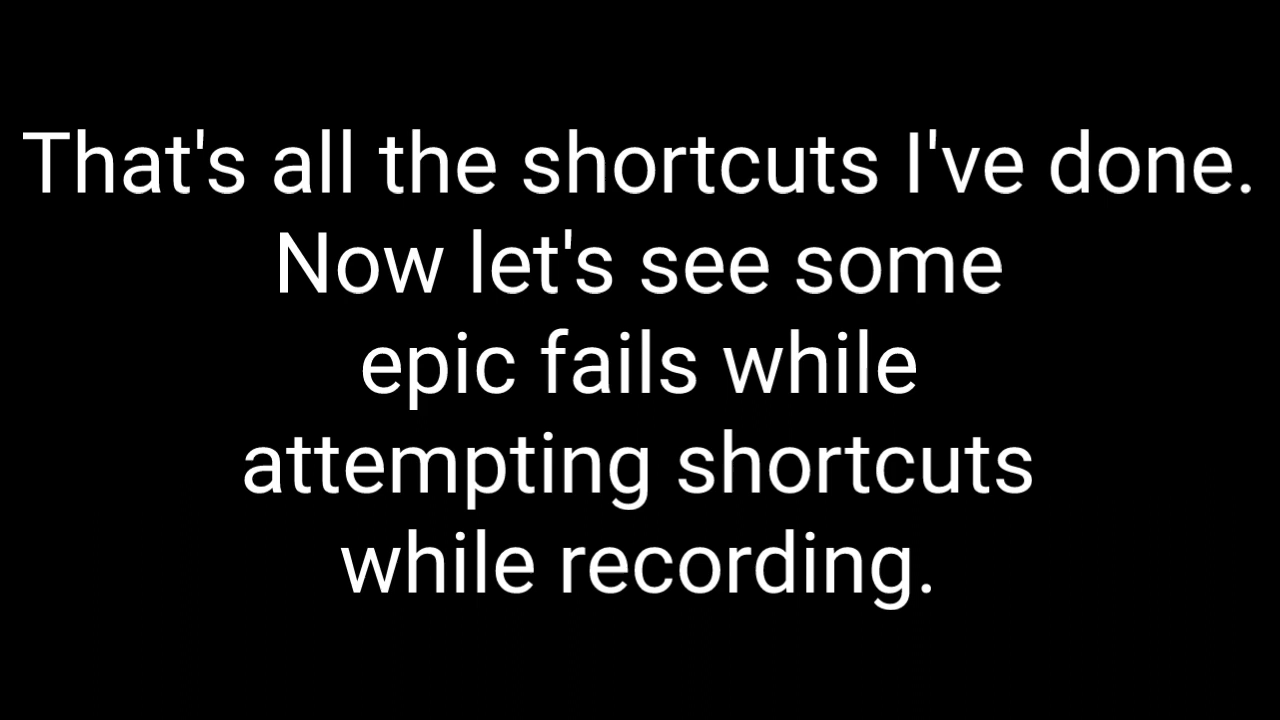 That's all the shortcuts I've done.
Now let's see some
epic fails while
attempting shortcuts
while recording.